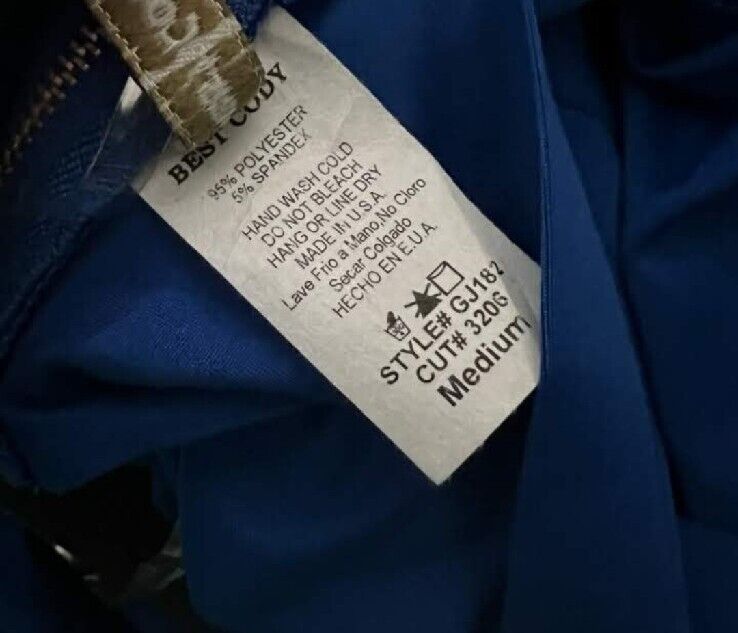 BEST CODY
95% POLYESTER
5% SPANDEX
HAND WASH COLD
DO NOT BLEACH
HANG OR LINE DRY
MADE IN U.S.A.
Lave Frio a Mano,No Cloro
Secar Colgado
HECHO EN E.U.A.
STYLE# GJ182
CUT# 3206
Medium